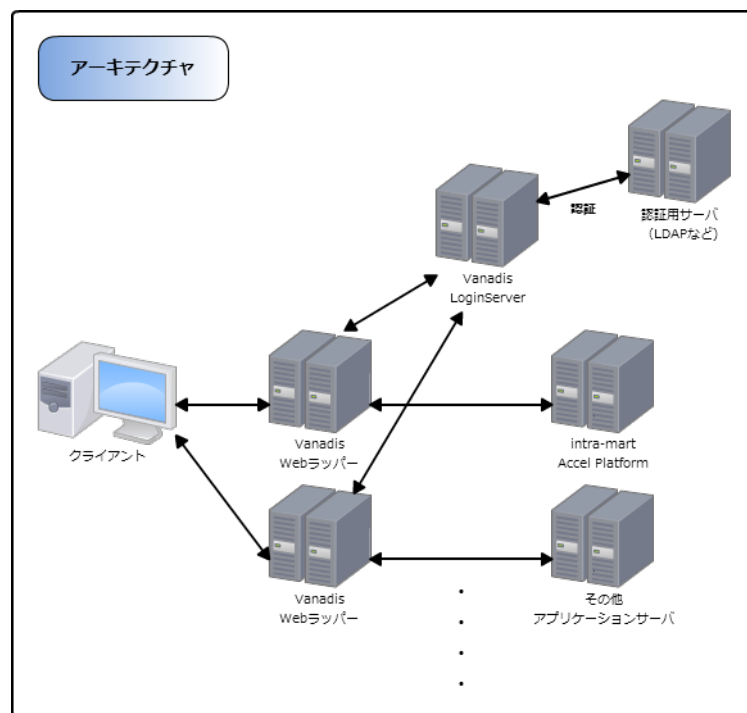 アーキテクチャ
認証
認証用サーバ
(LDAPなど)
Vanadis
LoginServer
クライアント
Vanadis
Webラッパー
intra-mart
Accel Platform
Vanadis
Webラッパー
その他
アプリケーションサーバ